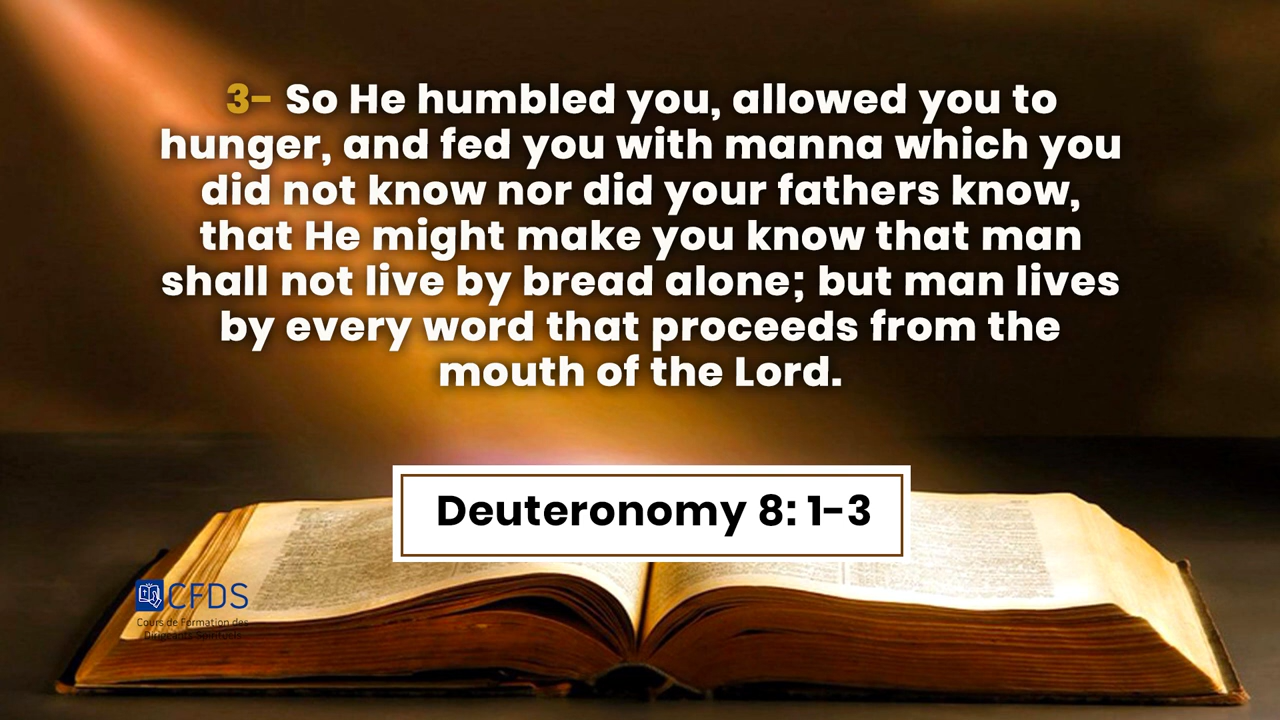 3- So He humbled you, allowed you to
hunger, and fed you with manna which you
did not know nor did your fathers know,
that He might make you know that man
shall not live by bread alone; but man lives
by every word that proceeds from the
mouth of the Lord.
Deuteronomy 8: 1-3
CFDS
Cours de Formation des
Dirigeants Spirituels